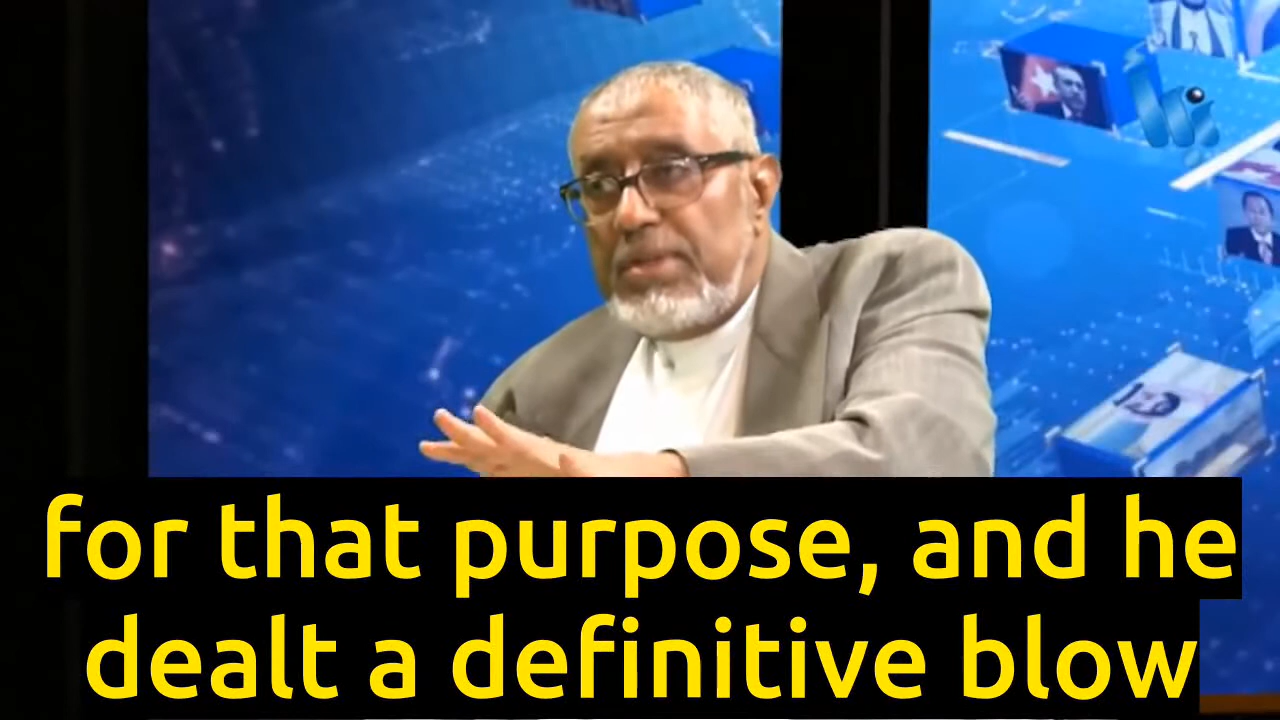 for that purpose, and he
dealt a definitive blow